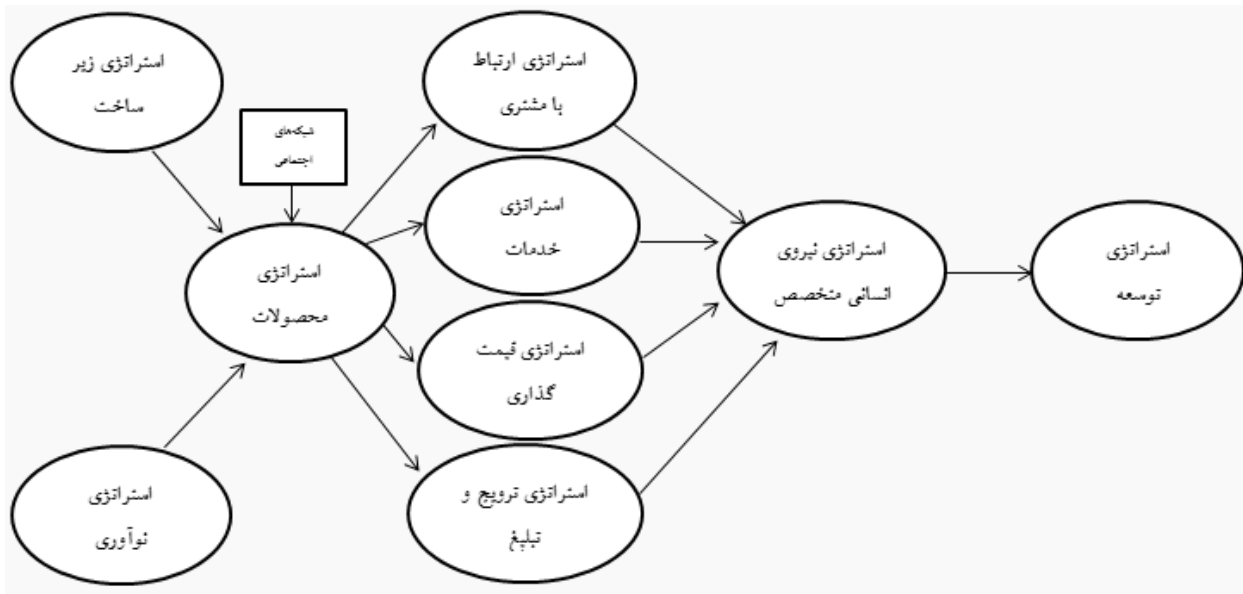 استراتژی زیر
ساخت
شبکه‌های
اجتماعی
استراتژی
محصولات
استراتژی
نوآوری
استراتژی ارتباط
با مشتری
استراتژی
خدمات
استراتژی قیمت
گذاری
استراتژی ترویج و
تبلیغ
استراتژی نیروی
انسانی متخصص
استراتژی
توسعه